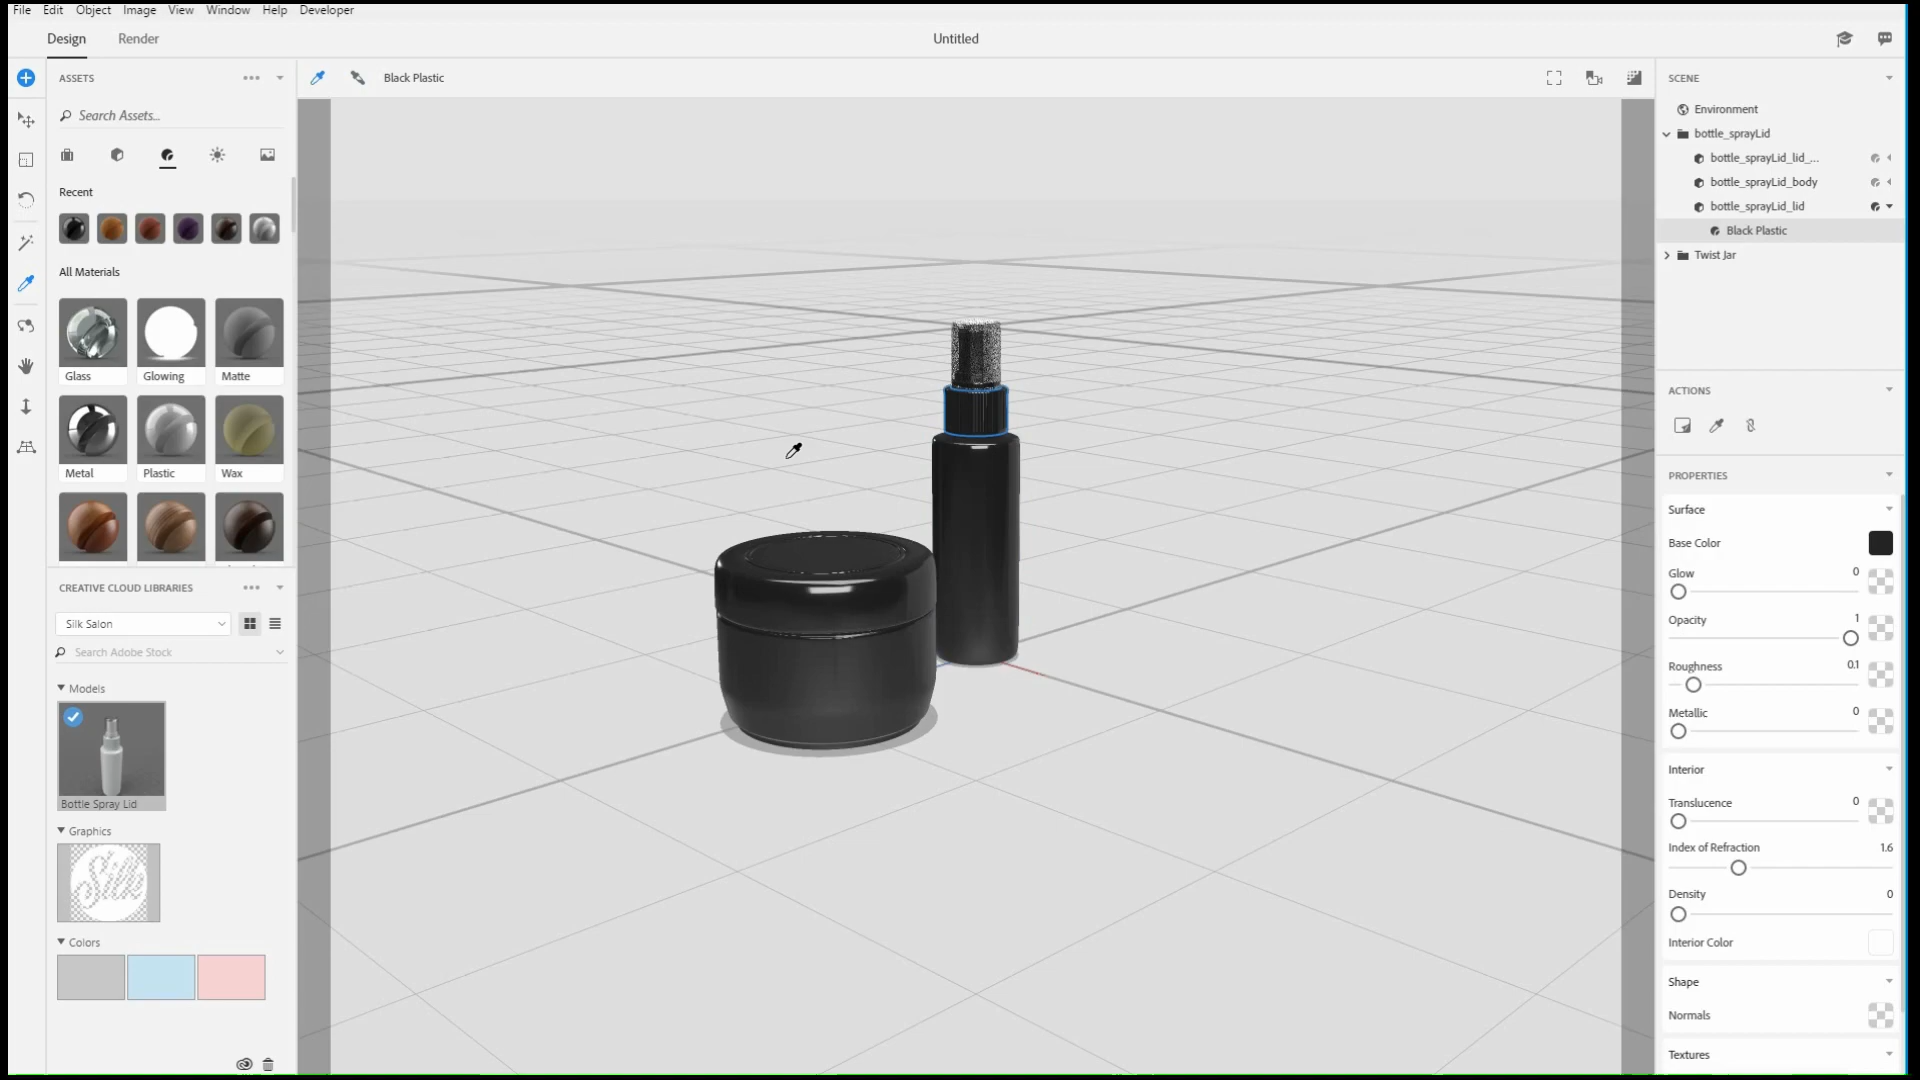 File Edit Object Image View Window Help Developer
Design Render Untitled
ASSETS
Search Assets...
Recent
All Materials
Glass Glowing Matte
Metal Plastic Wax
CREATIVE CLOUD LIBRARIES
Silk Salon
Search Adobe Stock
Models
Bottle Spray Lid
Graphics
Silk
Colors
Black Plastic
SCENE
Environment
bottle_sprayLid
bottle_sprayLid_lid_...
bottle_sprayLid_body
bottle_sprayLid_lid
Black Plastic
Twist Jar
ACTIONS
PROPERTIES
Surface
Base Color
Glow 0
Opacity 1
Roughness 0.1
Metallic 0
Interior
Translucence 0
Index of Refraction 1.6
Density 0
Interior Color
Shape
Normals
Textures